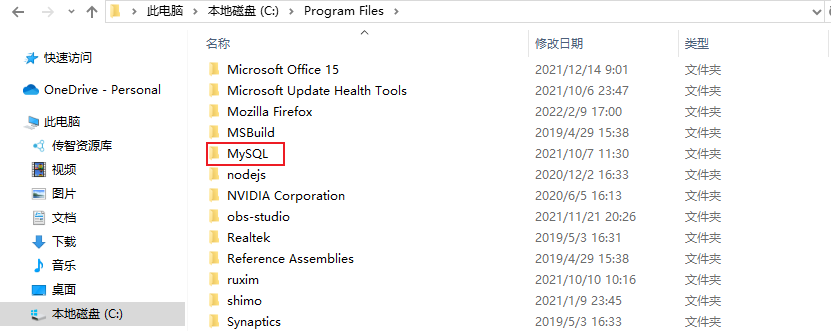 此电脑 > 本地磁盘 (C:) > Program Files >
名称 修改日期 类型
快速访问
OneDrive - Personal
此电脑
传智资源库
视频
图片
文档
下载
音乐
桌面
本地磁盘 (C:)
Microsoft Office 15 2021/12/14 9:01 文件夹
Microsoft Update Health Tools 2021/10/6 23:47 文件夹
Mozilla Firefox 2022/2/9 17:00 文件夹
MSBuild 2019/4/29 15:38 文件夹
MySQL 2021/10/7 11:30 文件夹
nodejs 2020/12/2 16:33 文件夹
NVIDIA Corporation 2020/6/5 16:13 文件夹
obs-studio 2021/11/21 20:26 文件夹
Realtek 2019/5/3 16:31 文件夹
Reference Assemblies 2019/4/29 15:38 文件夹
ruxim 2021/10/10 10:16 文件夹
shimo 2021/1/9 23:45 文件夹
Synaptics 2019/5/3 16:33 文件夹